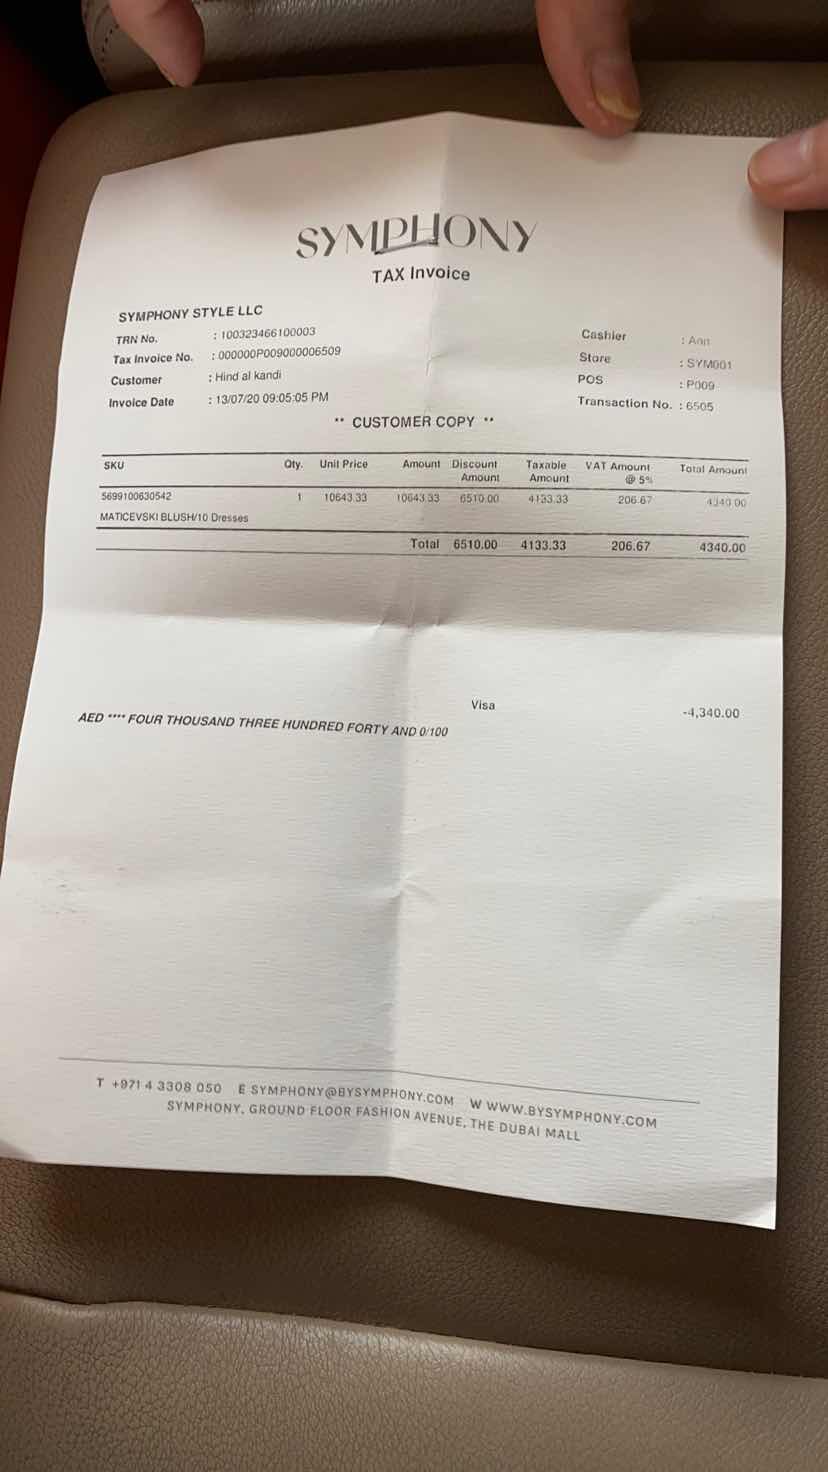 SYMPHONY
TAX Invoice
SYMPHONY STYLE LLC
TRN No. : 100323466100003
Tax Invoice No. : 000000P009000006509
Customer : Hind al kandi
Invoice Date : 13/07/20 09:05:05 PM
Cashier : Ann
Store : SYM001
POS : P009
Transaction No. : 6505
** CUSTOMER COPY **
SKU Qty. Unit Price Amount Discount Amount Taxable Amount VAT Amount @ 5% Total Amount
5699100630542 1 10643.33 10643.33 6510.00 4133.33 206.67 4340.00
MATICEVSKI BLUSH/10 Dresses
Total 6510.00 4133.33 206.67 4340.00
Visa -4,340.00
AED **** FOUR THOUSAND THREE HUNDRED FORTY AND 0/100
T +971 4 3308 050 E SYMPHONY@BYSYMPHONY.COM W WWW.BYSYMPHONY.COM
SYMPHONY, GROUND FLOOR FASHION AVENUE, THE DUBAI MALL